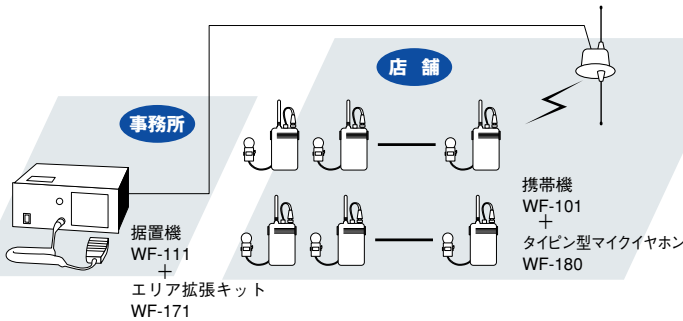 店 舗
事務所
据置機
WF-111
+
エリア拡張キット
WF-171
携帯機
WF-101
+
タイピン型マイクイヤホン
WF-180